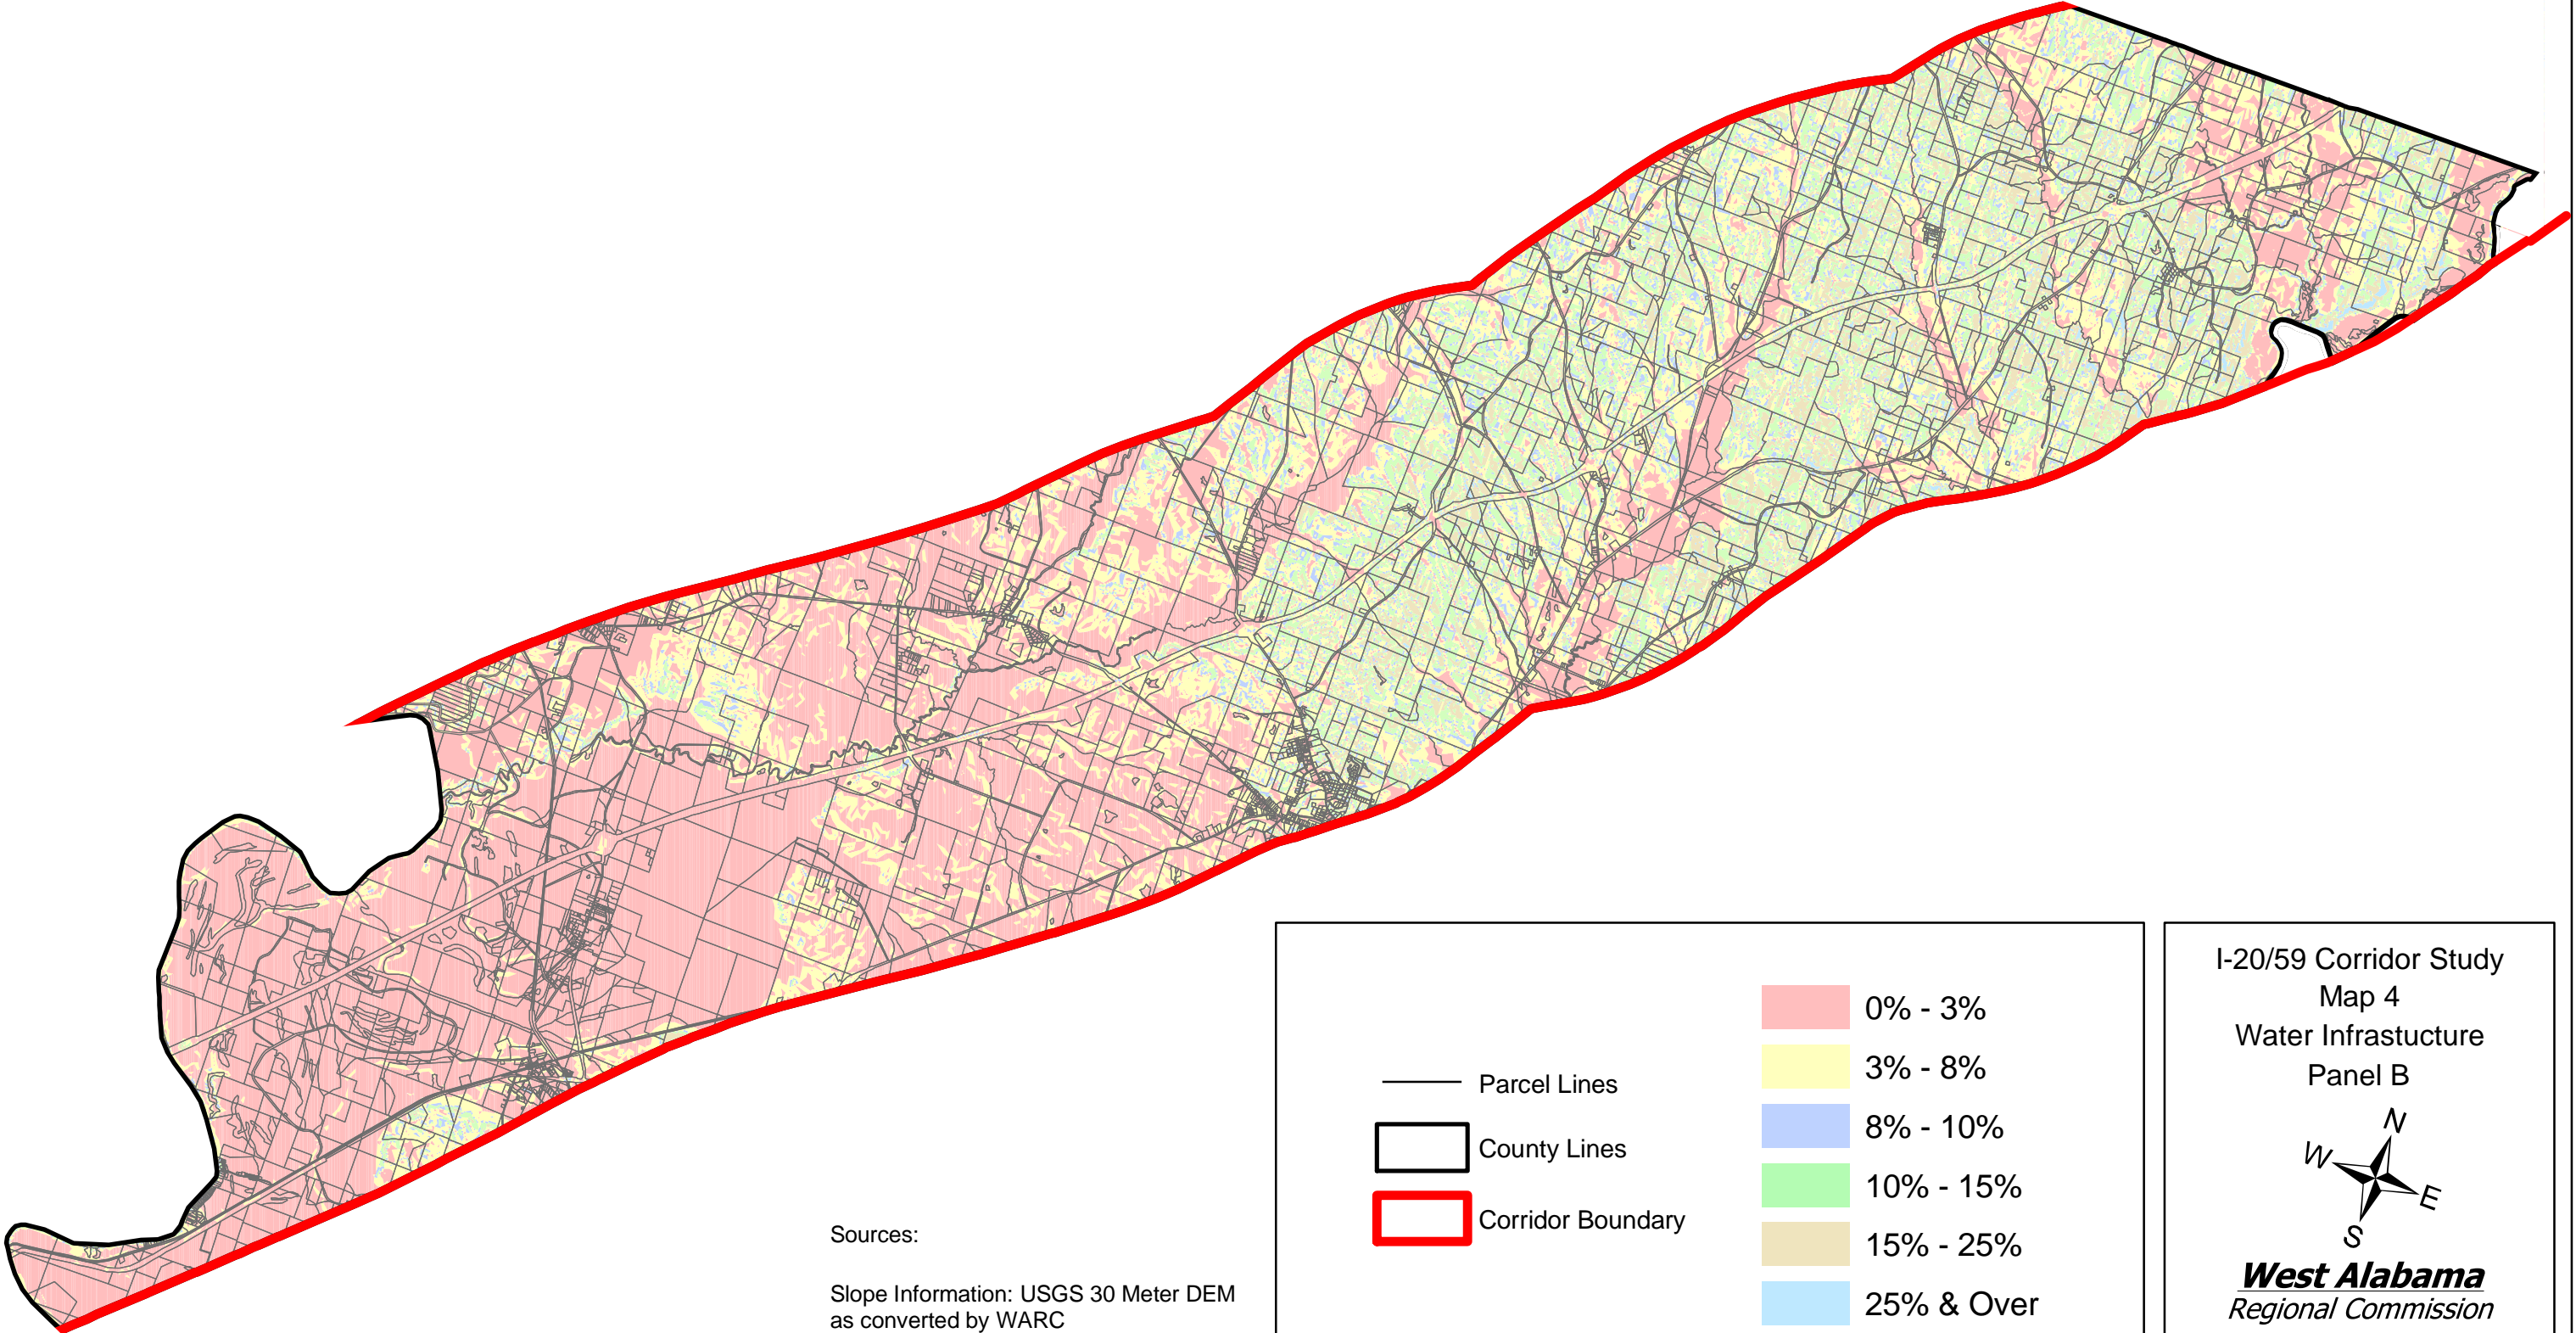 Parcel Lines
County Lines
Corridor Boundary
0% - 3%
3% - 8%
8% - 10%
10% - 15%
15% - 25%
25% & Over
Sources:
Slope Information: USGS 30 Meter DEM
as converted by WARC
I-20/59 Corridor Study
Map 4
Water Infrastucture
Panel B
N
W
E
S
West Alabama
Regional Commission